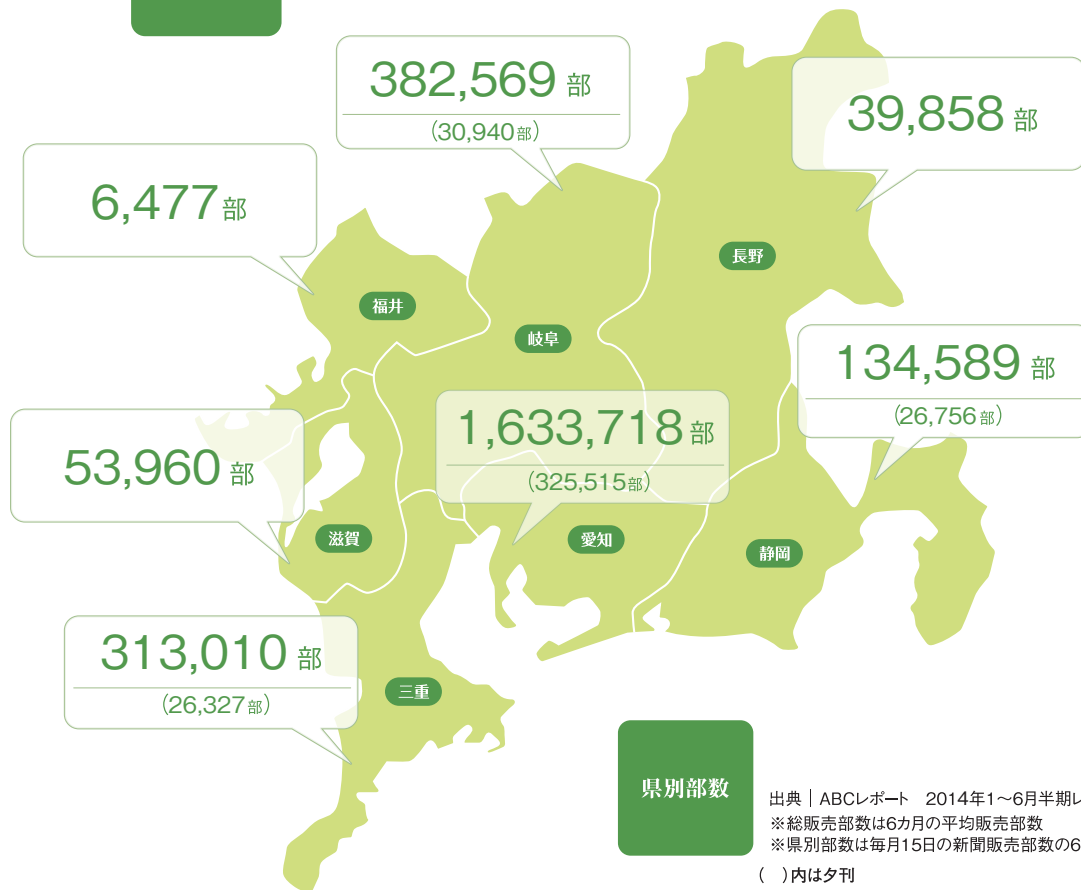 382,569 部
(30,940部)
39,858 部
6,477部
長野
福井
岐阜
134,589 部
(26,756部)
1,633,718 部
(325,515部)
53,960 部
滋賀
愛知
静岡
313,010 部
(26,327部)
三重
県別部数
出典｜ABCレポート　2014年1～6月半期レ
※総販売部数は6カ月の平均販売部数
※県別部数は毎月15日の新聞販売部数の6
(　)内は夕刊